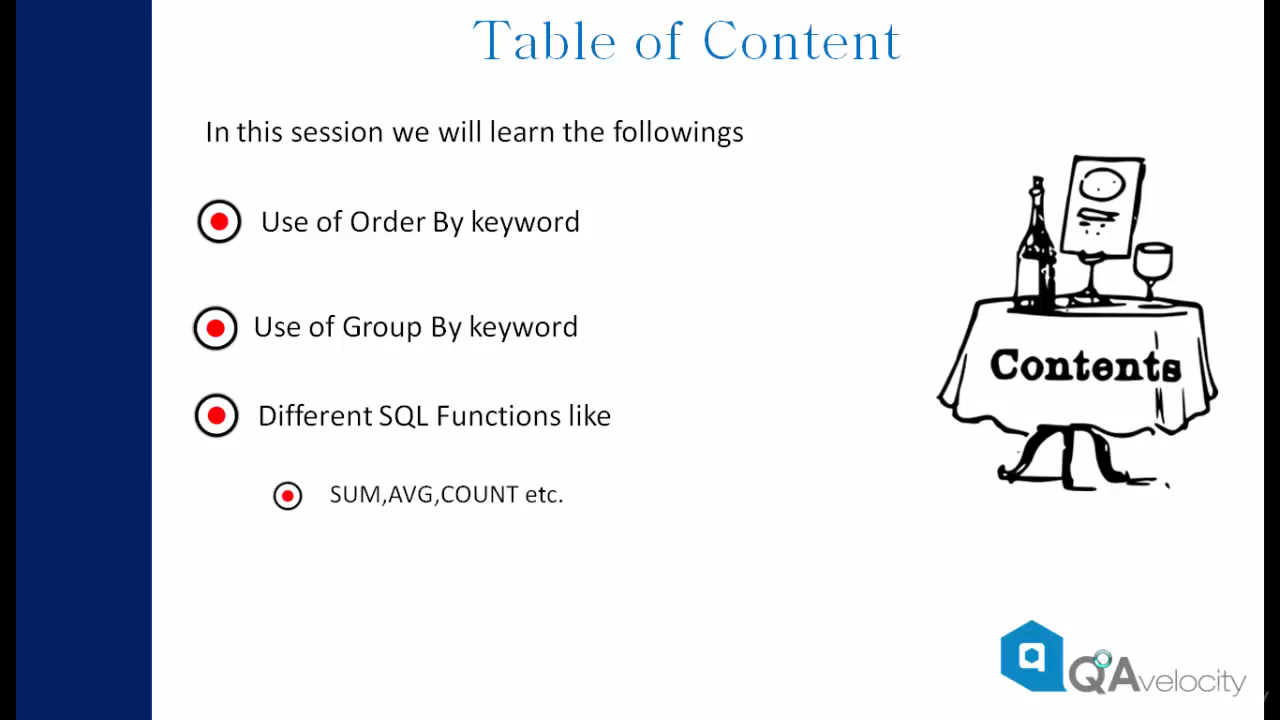 Table of Content
In this session we will learn the followings
Use of Order By keyword
Use of Group By keyword
Different SQL Functions like
SUM,AVG,COUNT etc.
Contents
q
QAvelocity